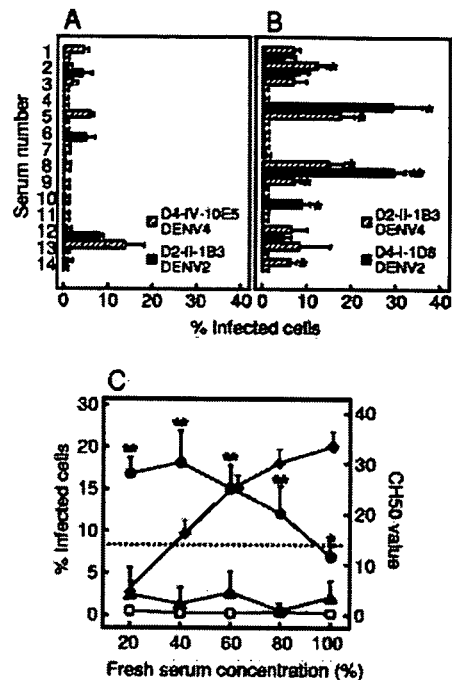 A
B
Serum number
1
2
3
4
5
6
7
8
9
10
11
12
13
14
D4-IV-10E5
DENV4
D2-II-1B3
DENV2
D2-II-1B3
DENV4
D4-I-1D6
DENV2
*
*
*
*
**
*
*
*
0 10 20 30 40
0 10 20 30 40
% Infected cells
C
30
20
15
10
5
0
% Infected cells
** ** ** ** *
40
30
20
10
0
CH50 value
20 40 60 80 100
Fresh serum concentration (%)